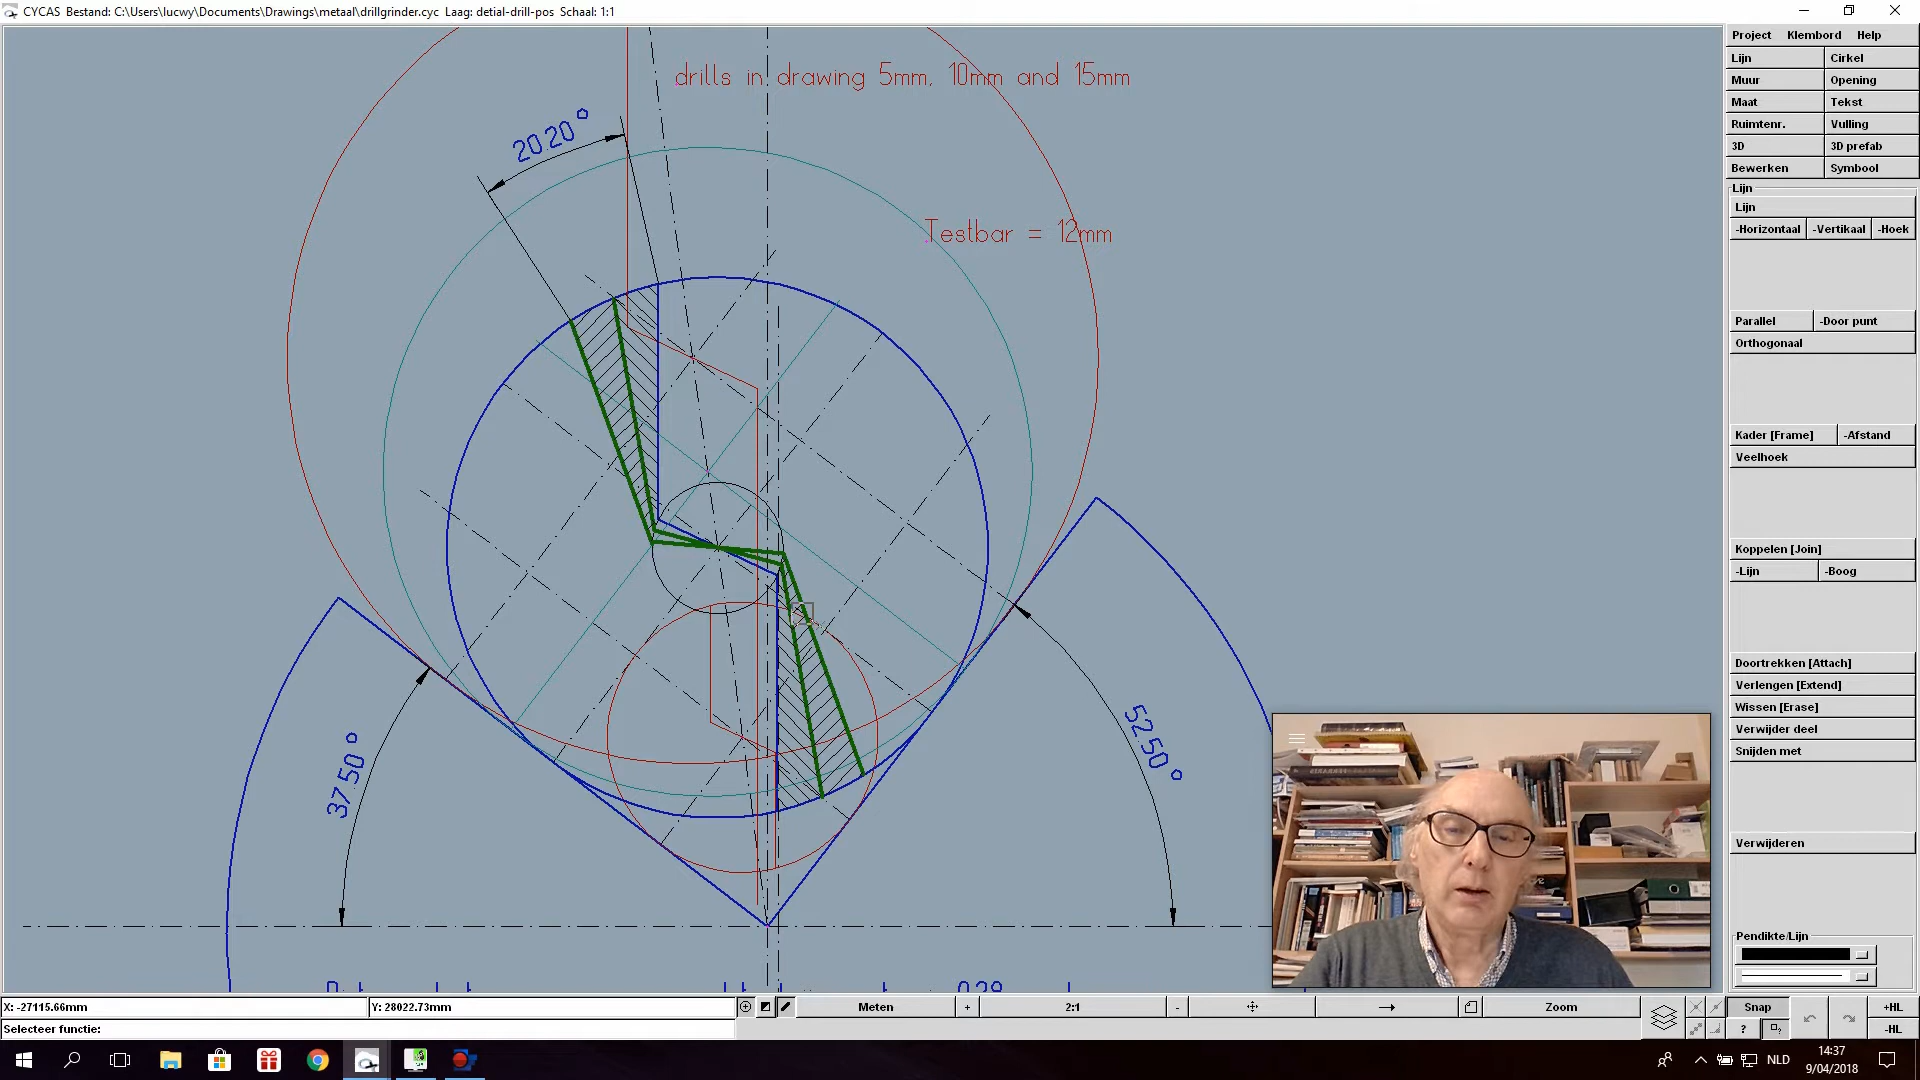 CYCAS Bestand: C:\Users\lucwy\Documents\Drawings\metaal\drillgrinder.cyc Laag: detial-drill-pos Schaal: 1:1
Project Klembord Help
Lijn Cirkel
Muur Opening
Maat Tekst
Ruimtenr. Vulling
3D 3D prefab
Bewerken Symbool
Lijn
Lijn
-Horizontaal -Vertikaal -Hoek
Parallel -Door punt
Orthogonaal
Kader [Frame] -Afstand
Veelhoek
Koppelen [Join]
-Lijn -Boog
Doortrekken [Attach]
Verlengen [Extend]
Wissen [Erase]
Verwijder deel
Snijden met
Verwijderen
Pendikte/Lijn
drills in drawing 5mm, 10mm and 15mm
20.20°
Testbar = 12mm
37.50°
52.50°
X: -27115.66mm Y: 28022.73mm Meten + 2:1 - Zoom Snap +HL
Selecteer functie: ? -HL
NLD 14:37
9/04/2018